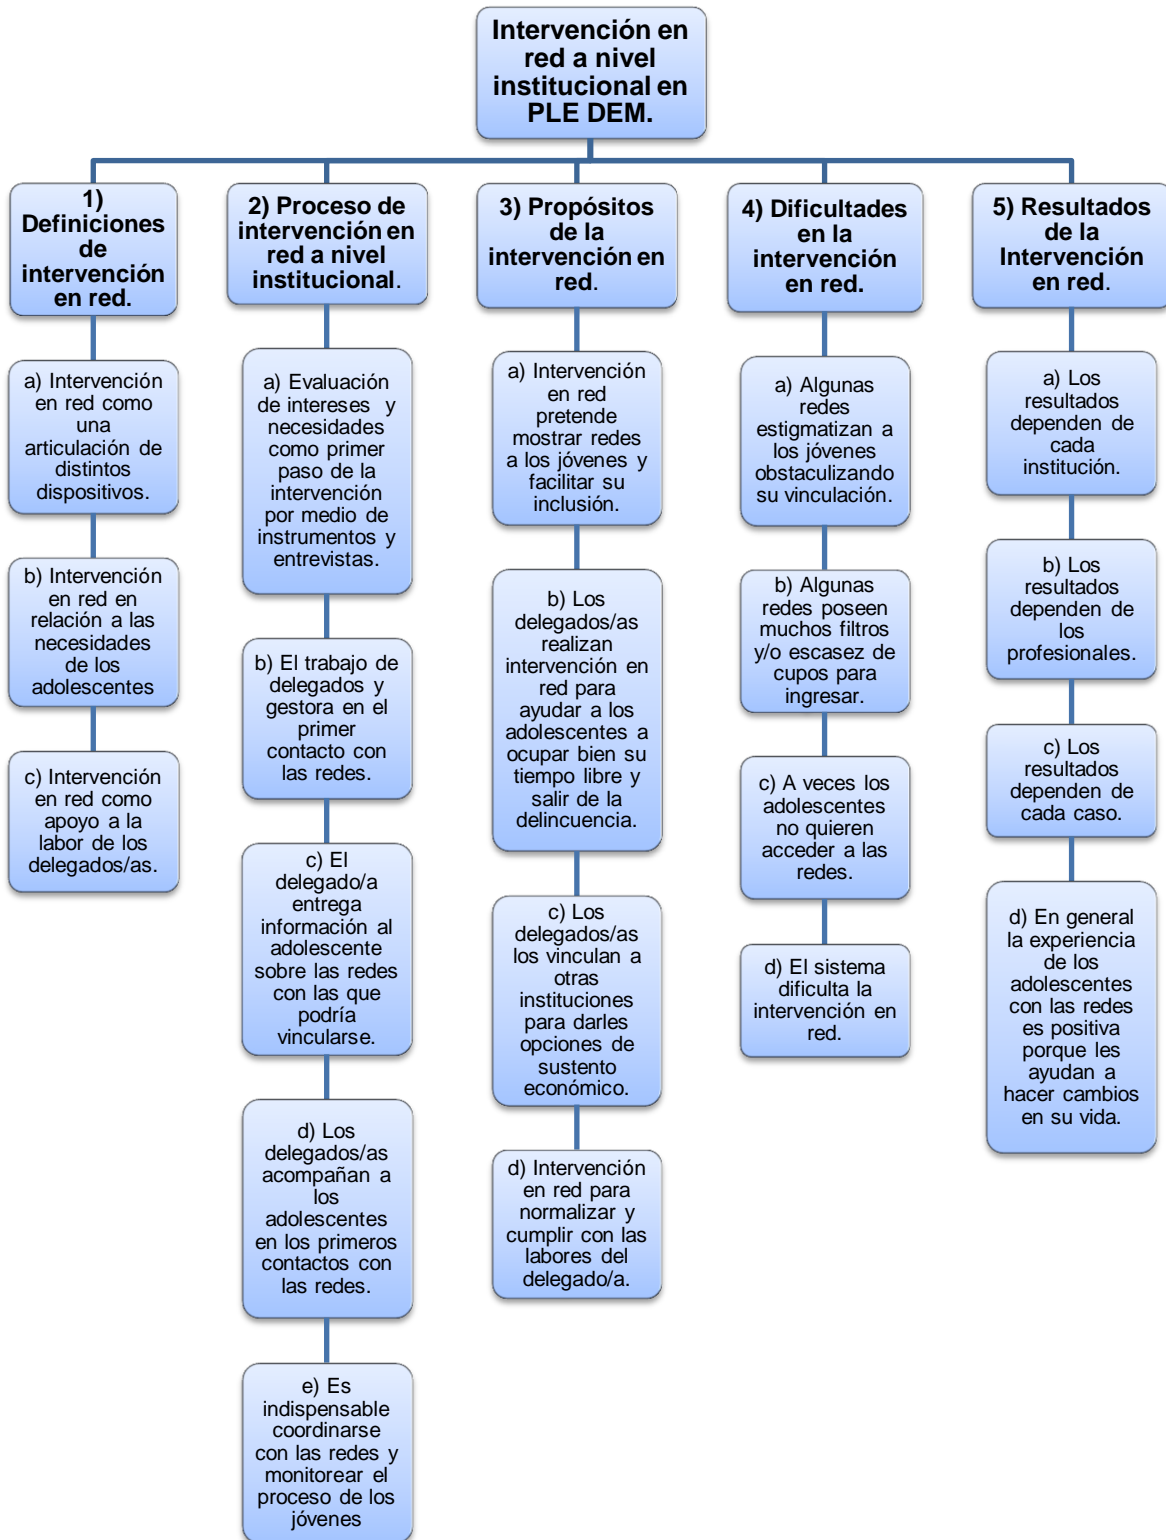 Intervención en
red a nivel
institucional en
PLE DEM.
1)
Definiciones
de
intervención
en red.
a) Intervención
en red como
una
articulación de
distintos
dispositivos.
b) Intervención
en red en
relación a las
necesidades
de los
adolescentes
c) Intervención
en red como
apoyo a la
labor de los
delegados/as.
2) Proceso de
intervención en
red a nivel
institucional.
a) Evaluación
de intereses y
necesidades
como primer
paso de la
intervención
por medio de
instrumentos y
entrevistas.
b) El trabajo de
delegados y
gestora en el
primer
contacto con
las redes.
c) El
delegado/a
entrega
información al
adolescente
sobre las redes
con las que
podría
vincularse.
d) Los
delegados/as
acompañan a
los
adolescentes
en los primeros
contactos con
las redes.
e) Es
indispensable
coordinarse
con las redes y
monitorear el
proceso de los
jóvenes
3) Propósitos
de la
intervención en
red.
a) Intervención
en red
pretende
mostrar redes
a los jóvenes y
facilitar su
inclusión.
b) Los
delegados/as
realizan
intervención en
red para
ayudar a los
adolescentes a
ocupar bien su
tiempo libre y
salir de la
delincuencia.
c) Los
delegados/as
los vinculan a
otras
instituciones
para darles
opciones de
sustento
económico.
d) Intervención
en red para
normalizar y
cumplir con las
labores del
delegado/a.
4) Dificultades
en la
intervención
en red.
a) Algunas
redes
estigmatizan a
los jóvenes
obstaculizando
su vinculación.
b) Algunas
redes poseen
muchos filtros
y/o escasez de
cupos para
ingresar.
c) A veces los
adolescentes
no quieren
acceder a las
redes.
d) El sistema
dificulta la
intervención en
red.
5) Resultados
de la
Intervención
en red.
a) Los
resultados
dependen de
cada
institución.
b) Los
resultados
dependen de
los
profesionales.
c) Los
resultados
dependen de
cada caso.
d) En general
la experiencia
de los
adolescentes
con las redes
es positiva
porque les
ayudan a
hacer cambios
en su vida.